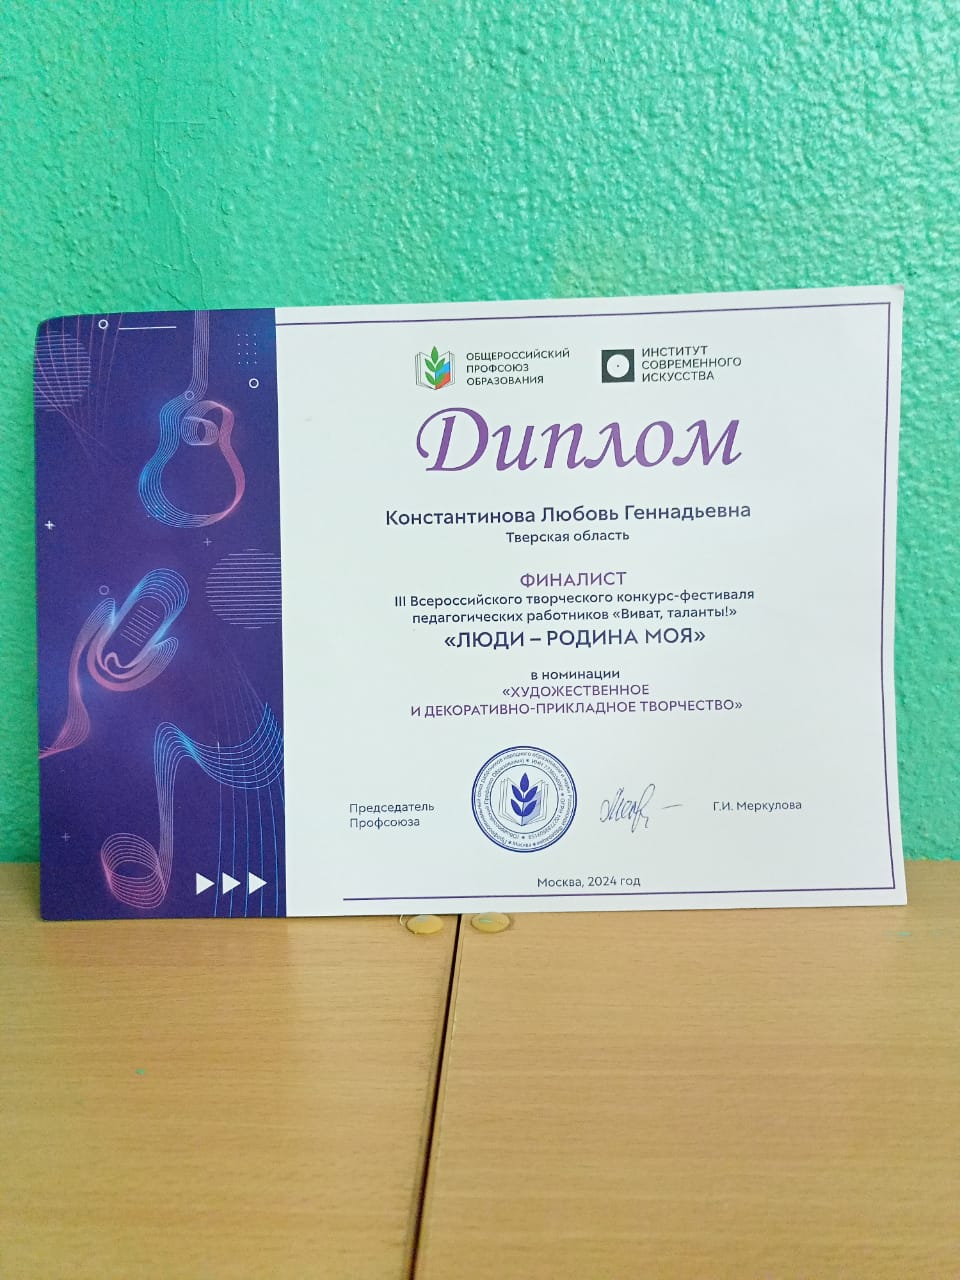 ОБЩЕРОССИЙСКИЙ
ПРОФСОЮЗ
ОБРАЗОВАНИЯ
ИНСТИТУТ
СОВРЕМЕННОГО
ИСКУССТВА
Диплом
Константинова Любовь Геннадьевна
Тверская область
ФИНАЛИСТ
III Всероссийского творческого конкурс-фестиваля
педагогических работников «Виват, таланты!»
«ЛЮДИ – РОДИНА МОЯ»
в номинации
«ХУДОЖЕСТВЕННОЕ
И ДЕКОРАТИВНО-ПРИКЛАДНОЕ ТВОРЧЕСТВО»
Председатель
Профсоюза
Г.И. Меркулова
Москва, 2024 год